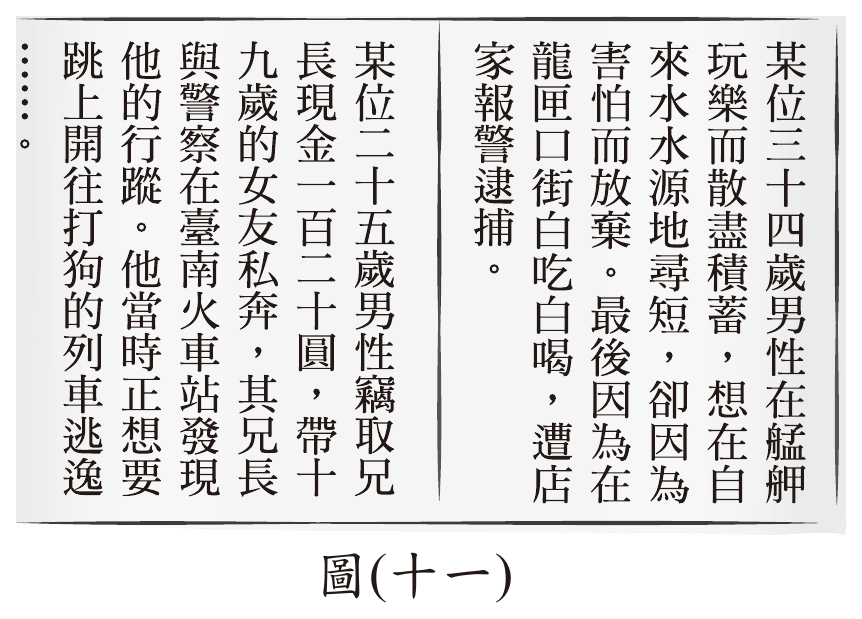 某位三十四歲男性在艋舺
玩樂而散盡積蓄，想在自
來水水源地尋短，卻因為
害怕而放棄。最後因為在
龍匣口街白吃白喝，遭店
家報警逮捕。
某位二十五歲男性竊取兄
長現金一百二十圓，帶十
九歲的女友私奔，其兄長
與警察在臺南火車站發現
他的行蹤。他當時正想要
跳上開往打狗的列車逃逸
……。
圖(十一)